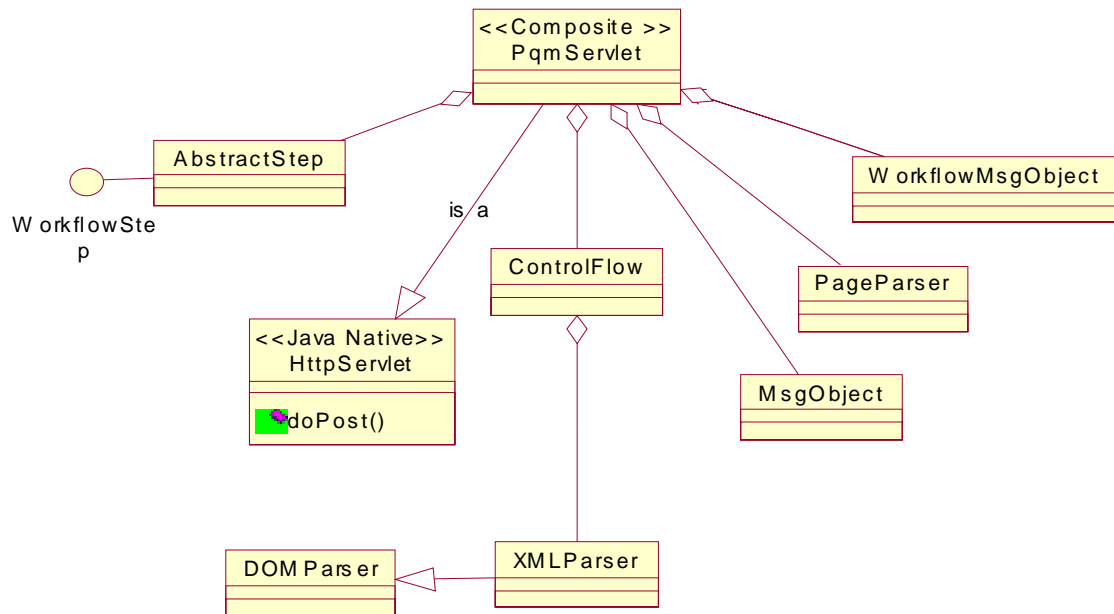 <<Composite >>
PqmServlet
AbstractStep
WorkflowMsgObject
WorkflowSte
p
is a
ControlFlow
PageParser
<<Java Native>>
HttpServlet
doPost()
MsgObject
DOMParser
XMLParser